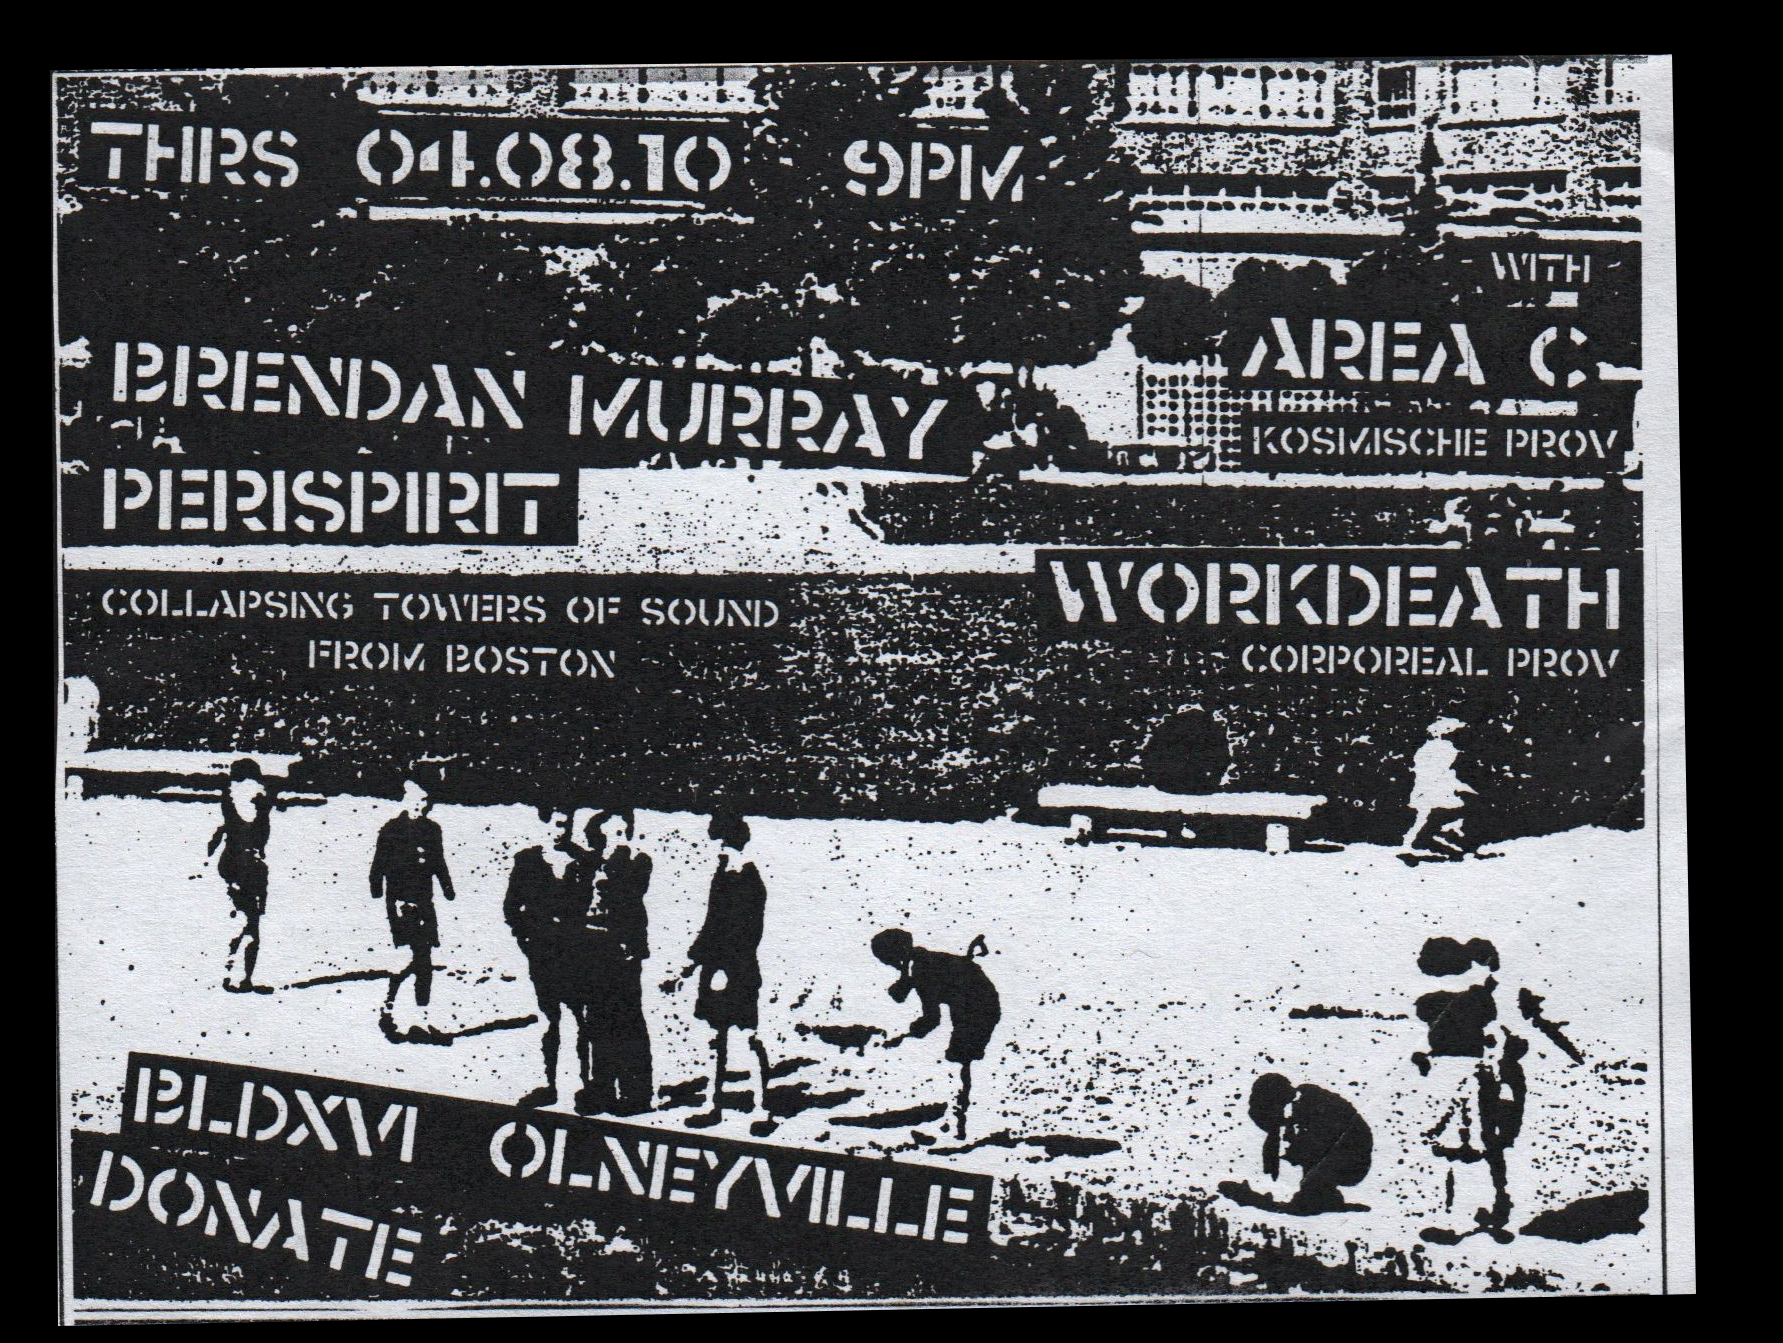 THRS 04.08.10 9PM
BRENDAN MURRAY
PERISPIRIT
COLLAPSING TOWERS OF SOUND
FROM BOSTON
WITH
AREA C
KOSMISCHE PROV
WORKDEATH
CORPOREAL PROV
BLDXVI OLNEYVILLE
DONATE